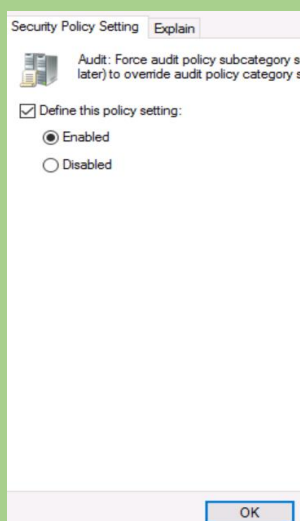 Security Policy Setting Explain
Audit: Force audit policy subcategory
later) to override audit policy category
Define this policy setting:
Enabled
Disabled
OK